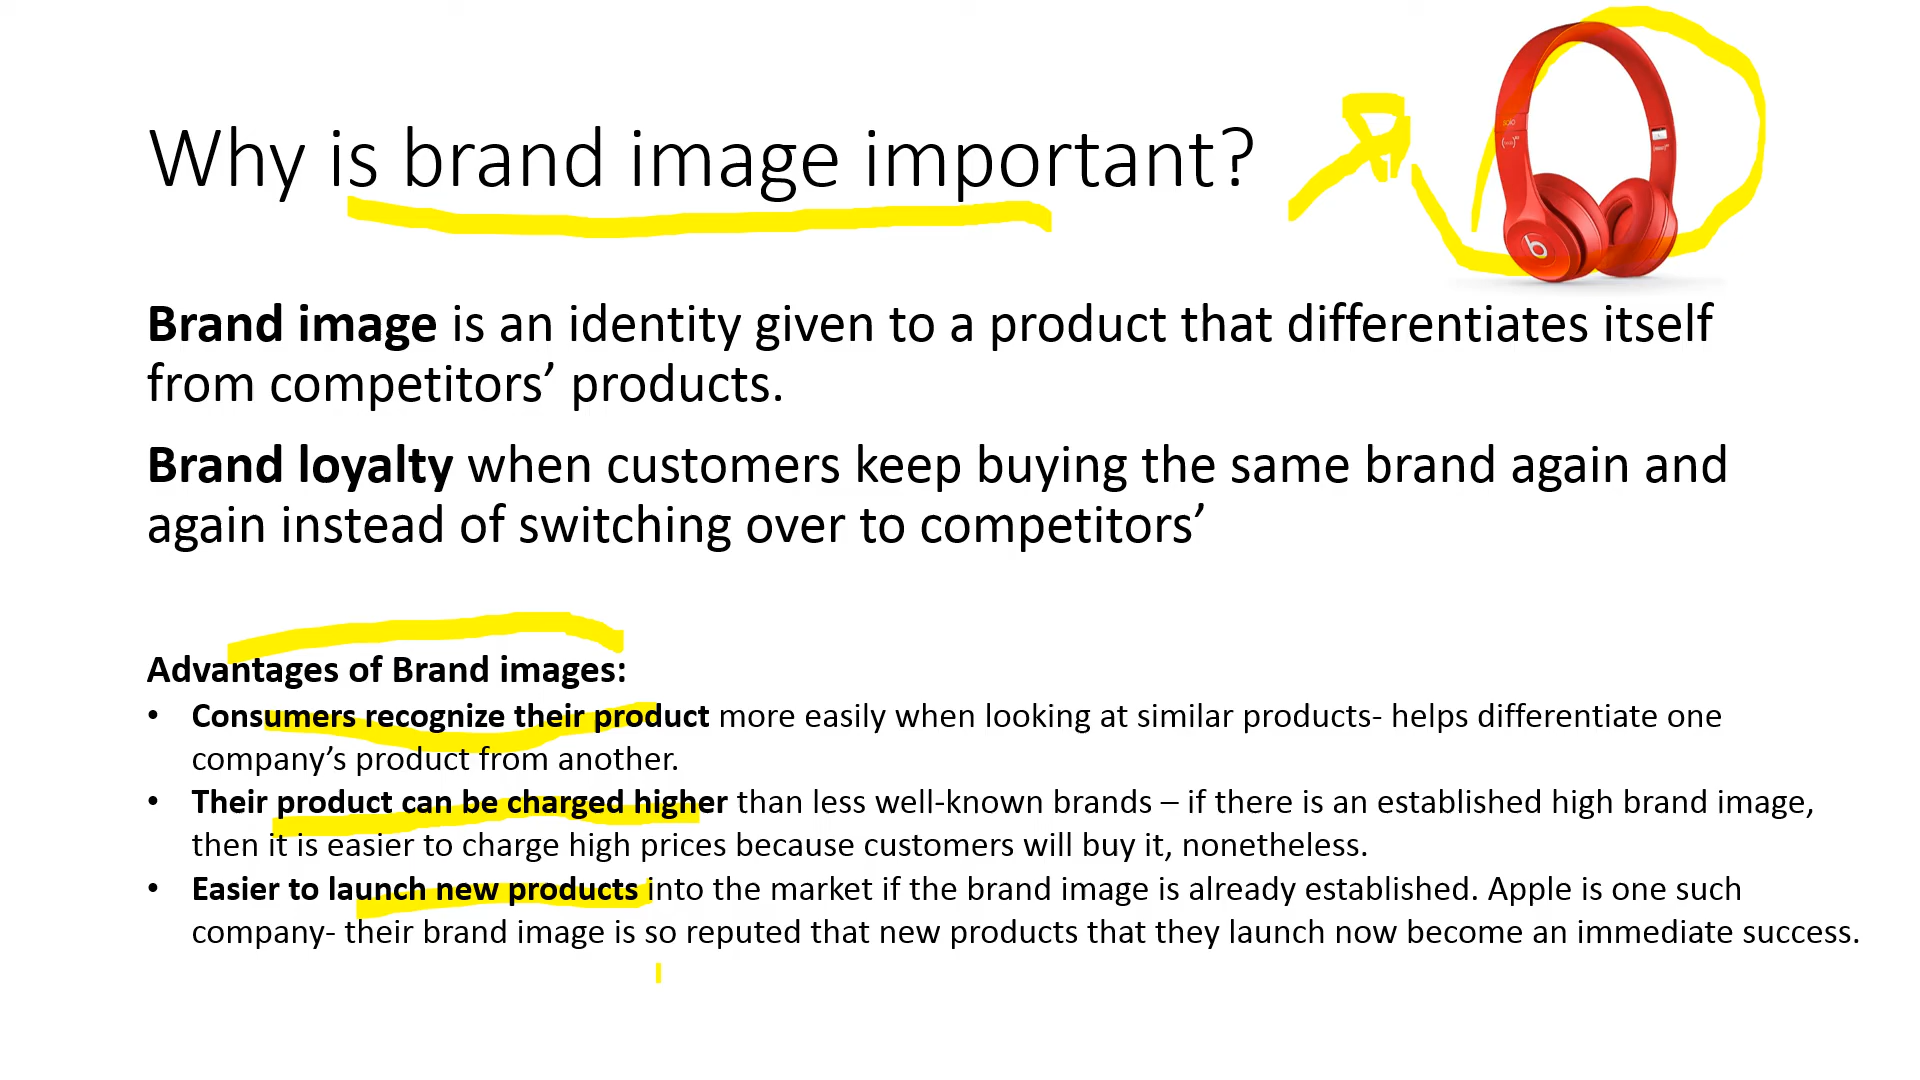 Why is brand image important?
Brand image is an identity given to a product that differentiates itself
from competitors’ products.
Brand loyalty when customers keep buying the same brand again and
again instead of switching over to competitors’
Advantages of Brand images:
• Consumers recognize their product more easily when looking at similar products- helps differentiate one
company’s product from another.
• Their product can be charged higher than less well-known brands – if there is an established high brand image,
then it is easier to charge high prices because customers will buy it, nonetheless.
• Easier to launch new products into the market if the brand image is already established. Apple is one such
company- their brand image is so reputed that new products that they launch now become an immediate success.